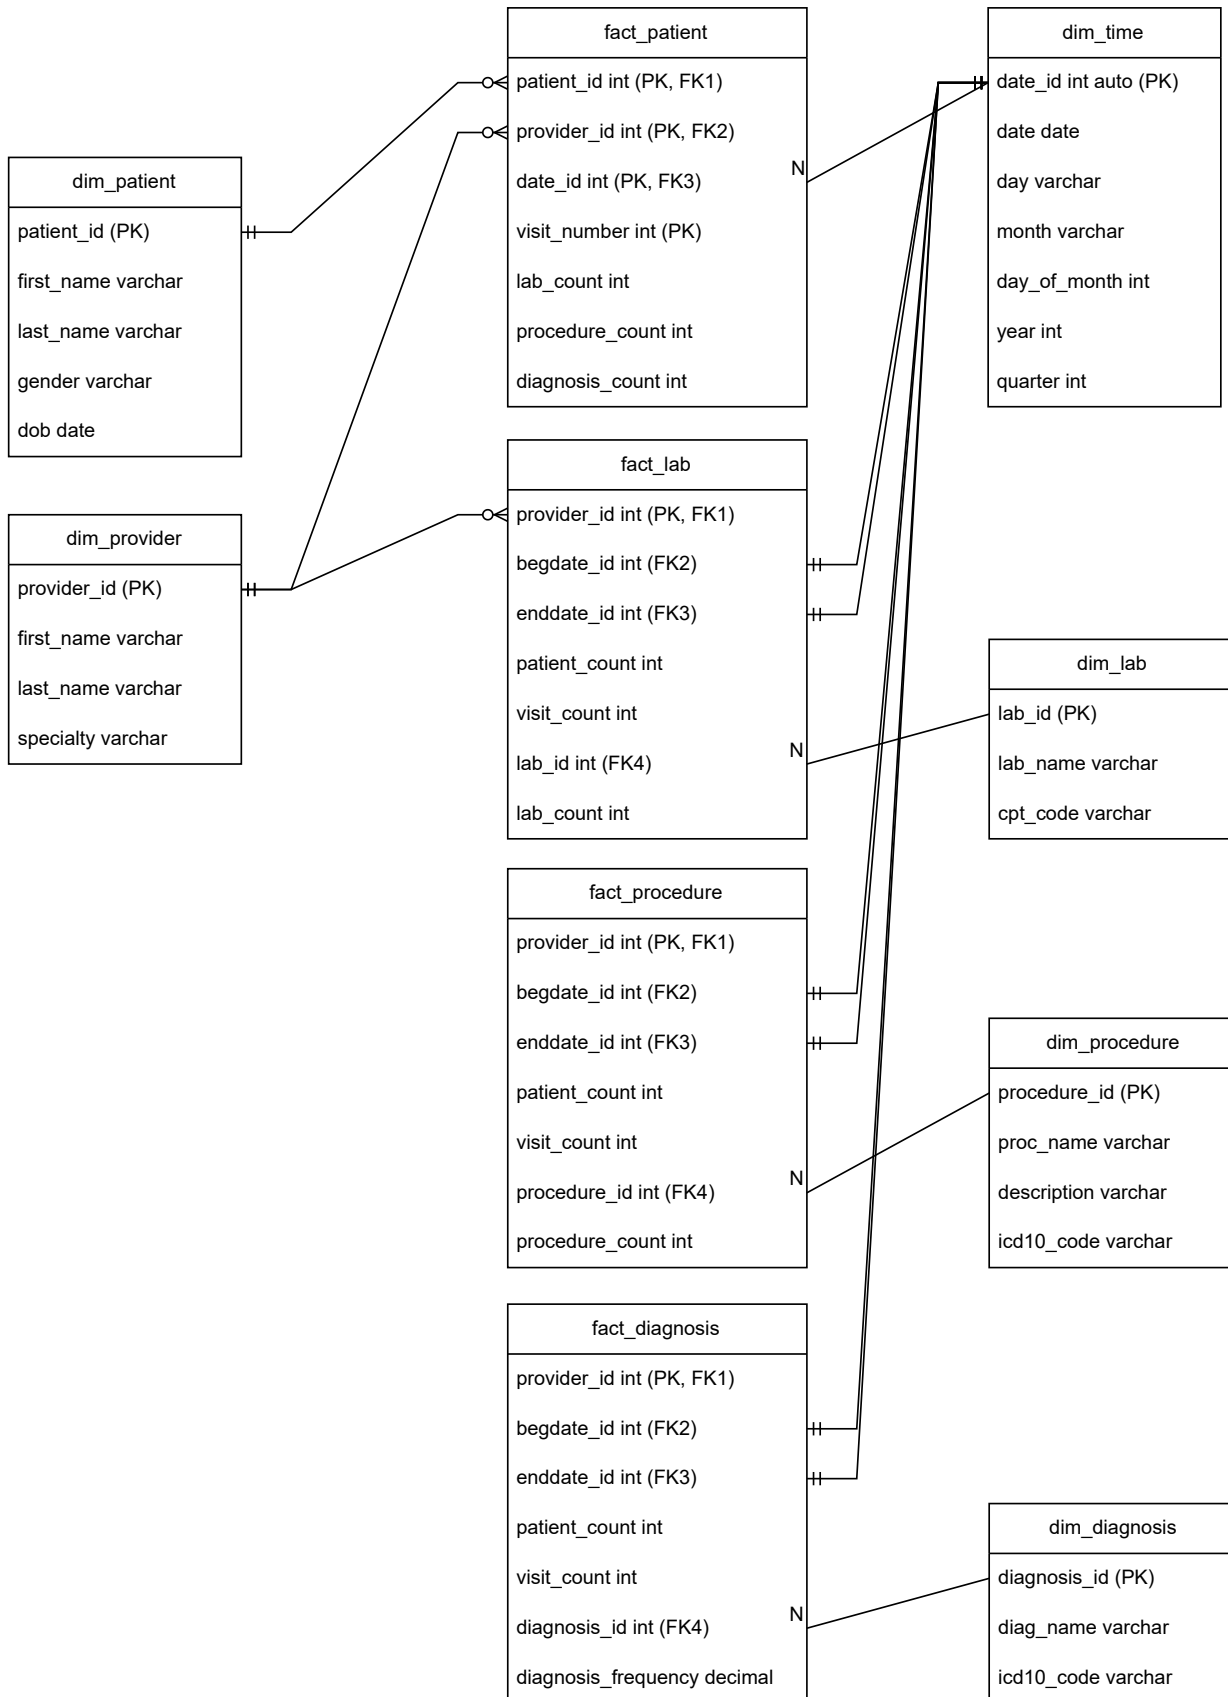 fact_patient
patient_id int (PK, FK1)
provider_id int (PK, FK2)
date_id int (PK, FK3)
N
visit_number int (PK)
lab_count int
procedure_count int
diagnosis_count int
dim_time
date_id int auto (PK)
date date
day varchar
month varchar
day_of_month int
year int
quarter int
dim_patient
patient_id (PK)
first_name varchar
last_name varchar
gender varchar
dob date
fact_lab
provider_id int (PK, FK1)
begdate_id int (FK2)
enddate_id int (FK3)
patient_count int
visit_count int
N
lab_id int (FK4)
lab_count int
dim_provider
provider_id (PK)
first_name varchar
last_name varchar
specialty varchar
dim_lab
lab_id (PK)
lab_name varchar
cpt_code varchar
fact_procedure
provider_id int (PK, FK1)
begdate_id int (FK2)
enddate_id int (FK3)
patient_count int
visit_count int
N
procedure_id int (FK4)
procedure_count int
dim_procedure
procedure_id (PK)
proc_name varchar
description varchar
icd10_code varchar
fact_diagnosis
provider_id int (PK, FK1)
begdate_id int (FK2)
enddate_id int (FK3)
patient_count int
visit_count int
N
diagnosis_id int (FK4)
diagnosis_frequency decimal
dim_diagnosis
diagnosis_id (PK)
diag_name varchar
icd10_code varchar